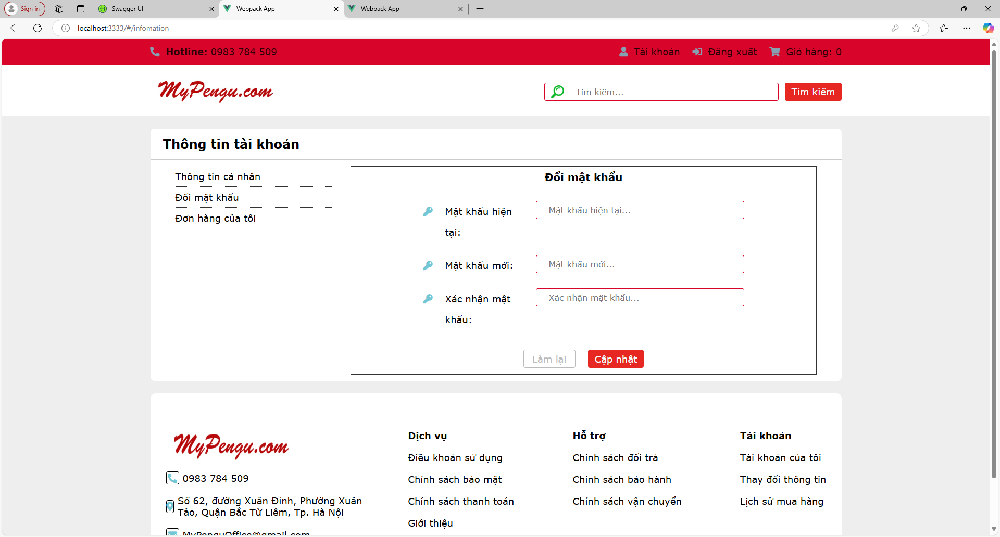 Sign in
Swagger UI
Webpack App
Webpack App
localhost:3333/#/infomation
Hotline: 0983 784 509
Tài khoản
Đăng xuất
Giỏ hàng: 0
MyPengu.com
Tìm kiếm...
Tìm kiếm
Thông tin tài khoản
Thông tin cá nhân
Đổi mật khẩu
Đơn hàng của tôi
Đổi mật khẩu
Mật khẩu hiện
tại:
Mật khẩu hiện tại...
Mật khẩu mới:
Mật khẩu mới...
Xác nhận mật
khẩu:
Xác nhận mật khẩu...
Làm lại
Cập nhật
MyPengu.com
0983 784 509
Số 62, đường Xuân Đỉnh, Phường Xuân
Tảo, Quận Bắc Từ Liêm, Tp. Hà Nội
MyPenguOffice@gmail.com
Dịch vụ
Điều khoản sử dụng
Chính sách bảo mật
Chính sách thanh toán
Giới thiệu
Hỗ trợ
Chính sách đổi trả
Chính sách bảo hành
Chính sách vận chuyển
Tài khoản
Tài khoản của tôi
Thay đổi thông tin
Lịch sử mua hàng